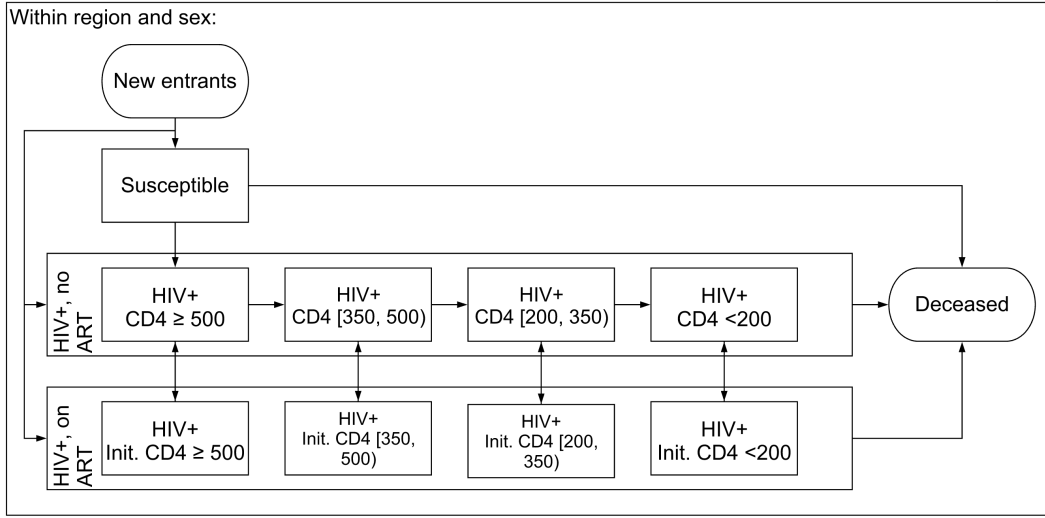 Within region and sex:
New entrants
Susceptible
HIV+, no
ART
HIV+
CD4 ≥ 500
HIV+
CD4 [350, 500)
HIV+
CD4 [200, 350)
HIV+
CD4 <200
Deceased
HIV+, on
ART
HIV+
Init. CD4 ≥ 500
HIV+
Init. CD4 [350,
500)
HIV+
Init. CD4 [200,
350)
HIV+
Init. CD4 <200